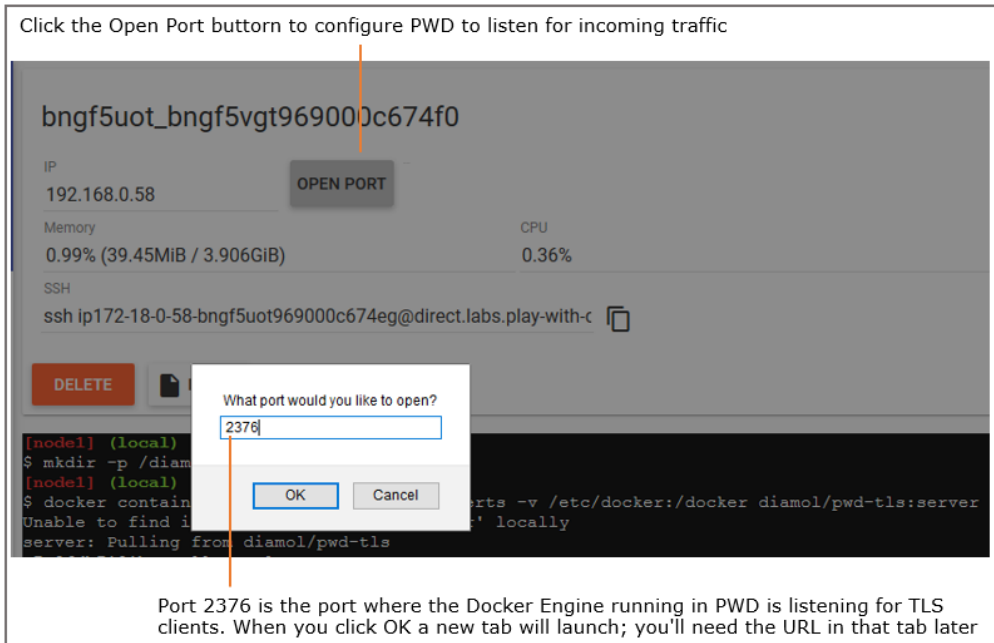 Click the Open Port buttorn to configure PWD to listen for incoming traffic
bngf5uot_bngf5vgt969000c674f0
IP
192.168.0.58
OPEN PORT
Memory
0.99% (39.45MiB / 3.906GiB)
CPU
0.36%
SSH
ssh ip172-18-0-58-bngf5uot969000c674eg@direct.labs.play-with-c
DELETE
What port would you like to open?
2376
OK
Cancel
[node1] (local)
$ mkdir -p /diam
[node1] (local)
$ docker contain rts -v /etc/docker:/docker diamol/pwd-tls:server
Unable to find i ' locally
server: Pulling from diamol/pwd-tls
Port 2376 is the port where the Docker Engine running in PWD is listening for TLS
clients. When you click OK a new tab will launch; you'll need the URL in that tab later